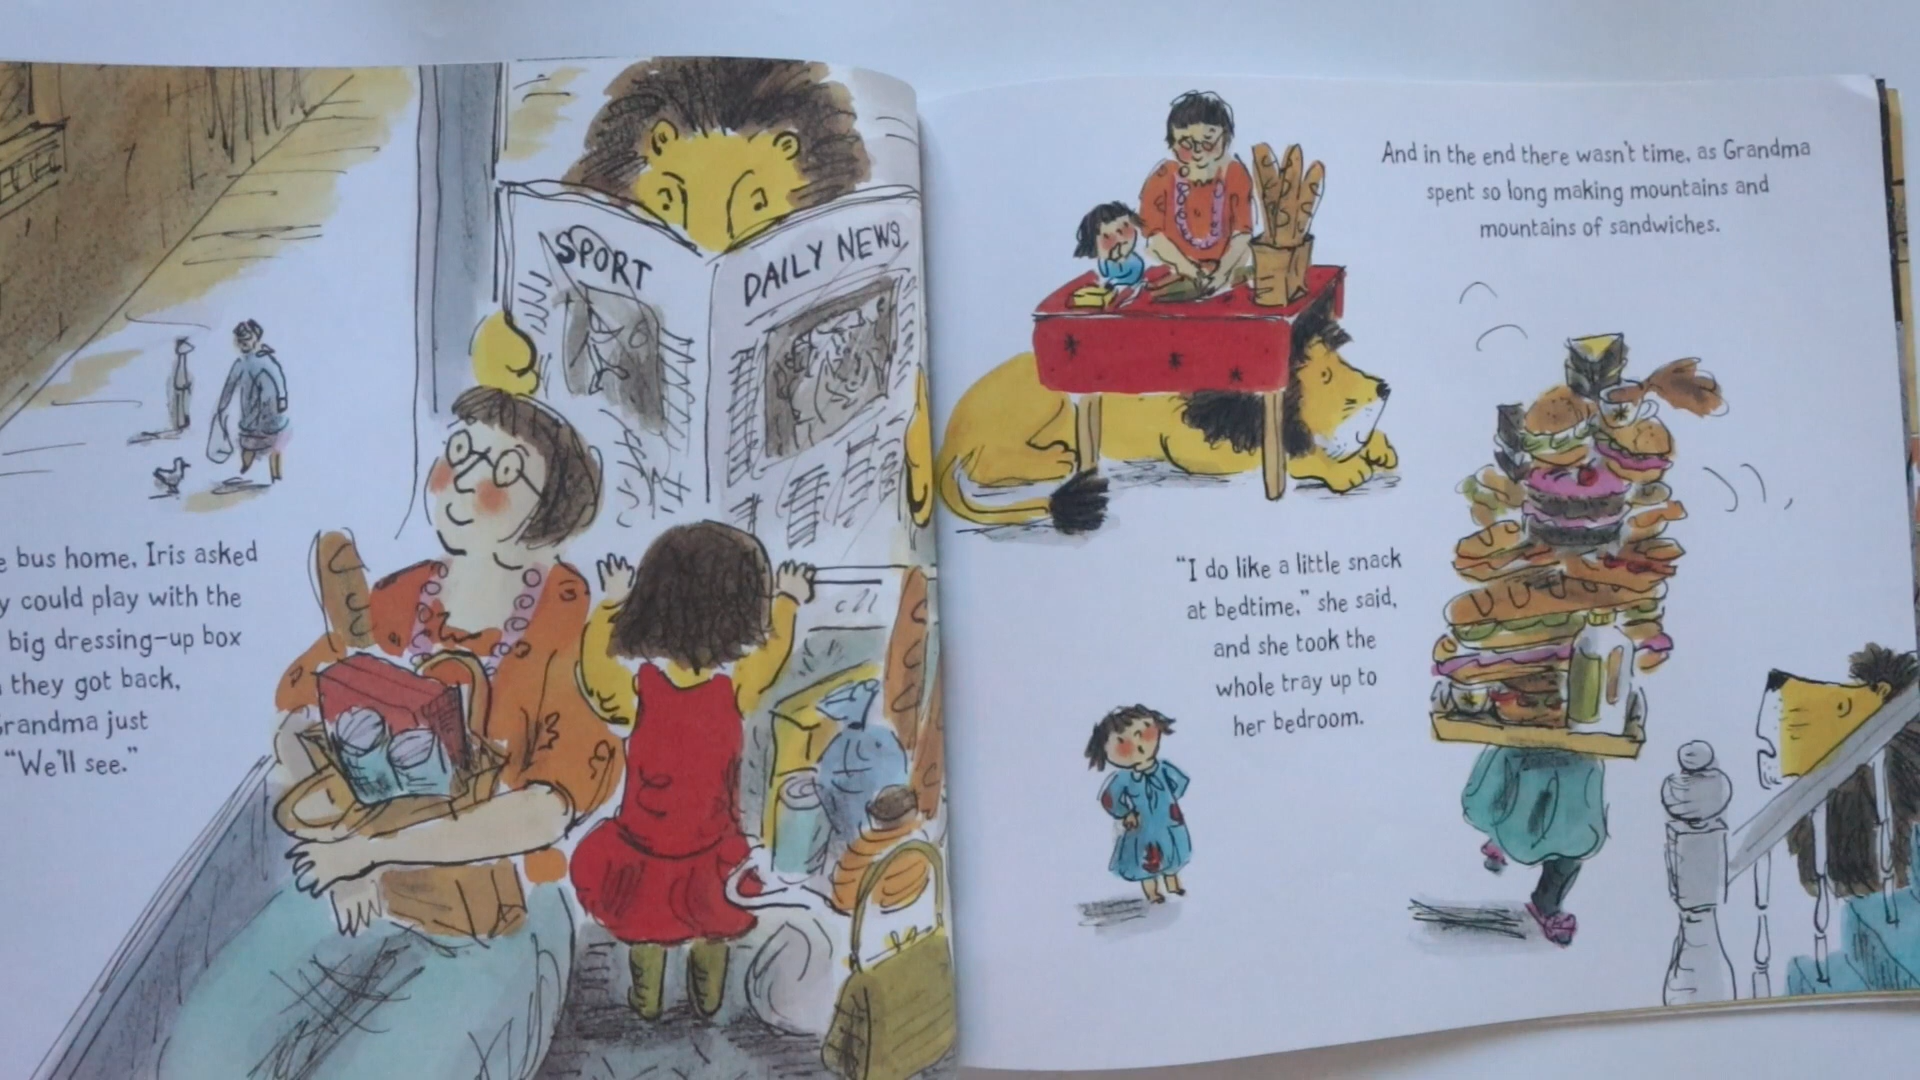 SPORT
DAILY NEWS
bus home, Iris asked
could play with the
big dressing-up box
they got back,
Grandma just
"We'll see."
And in the end there wasn't time, as Grandma
spent so long making mountains and
mountains of sandwiches.
"I do like a little snack
at bedtime," she said,
and she took the
whole tray up to
her bedroom.